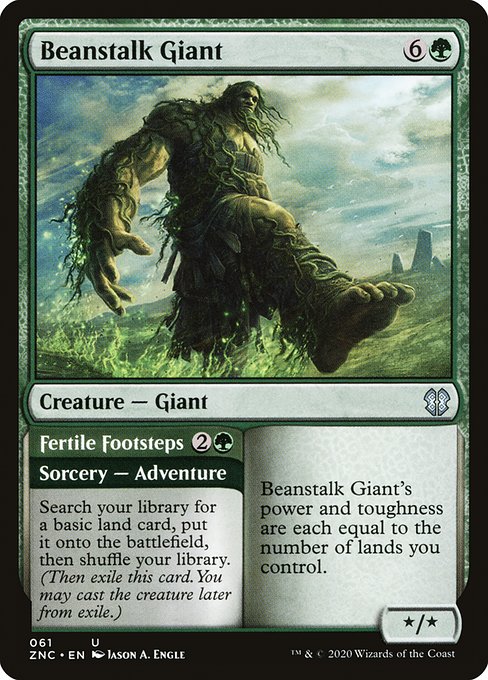 Beanstalk Giant 6
Creature — Giant
Fertile Footsteps 2
Sorcery — Adventure
Search your library for
a basic land card, put
it onto the battlefield,
then shuffle your library.
(Then exile this card. You
may cast the creature later
from exile.)
Beanstalk Giant's
power and toughness
are each equal to the
number of lands you
control.
*/*
061 U
ZNC • EN Jason A. Engle
™ & © 2020 Wizards of the Coast